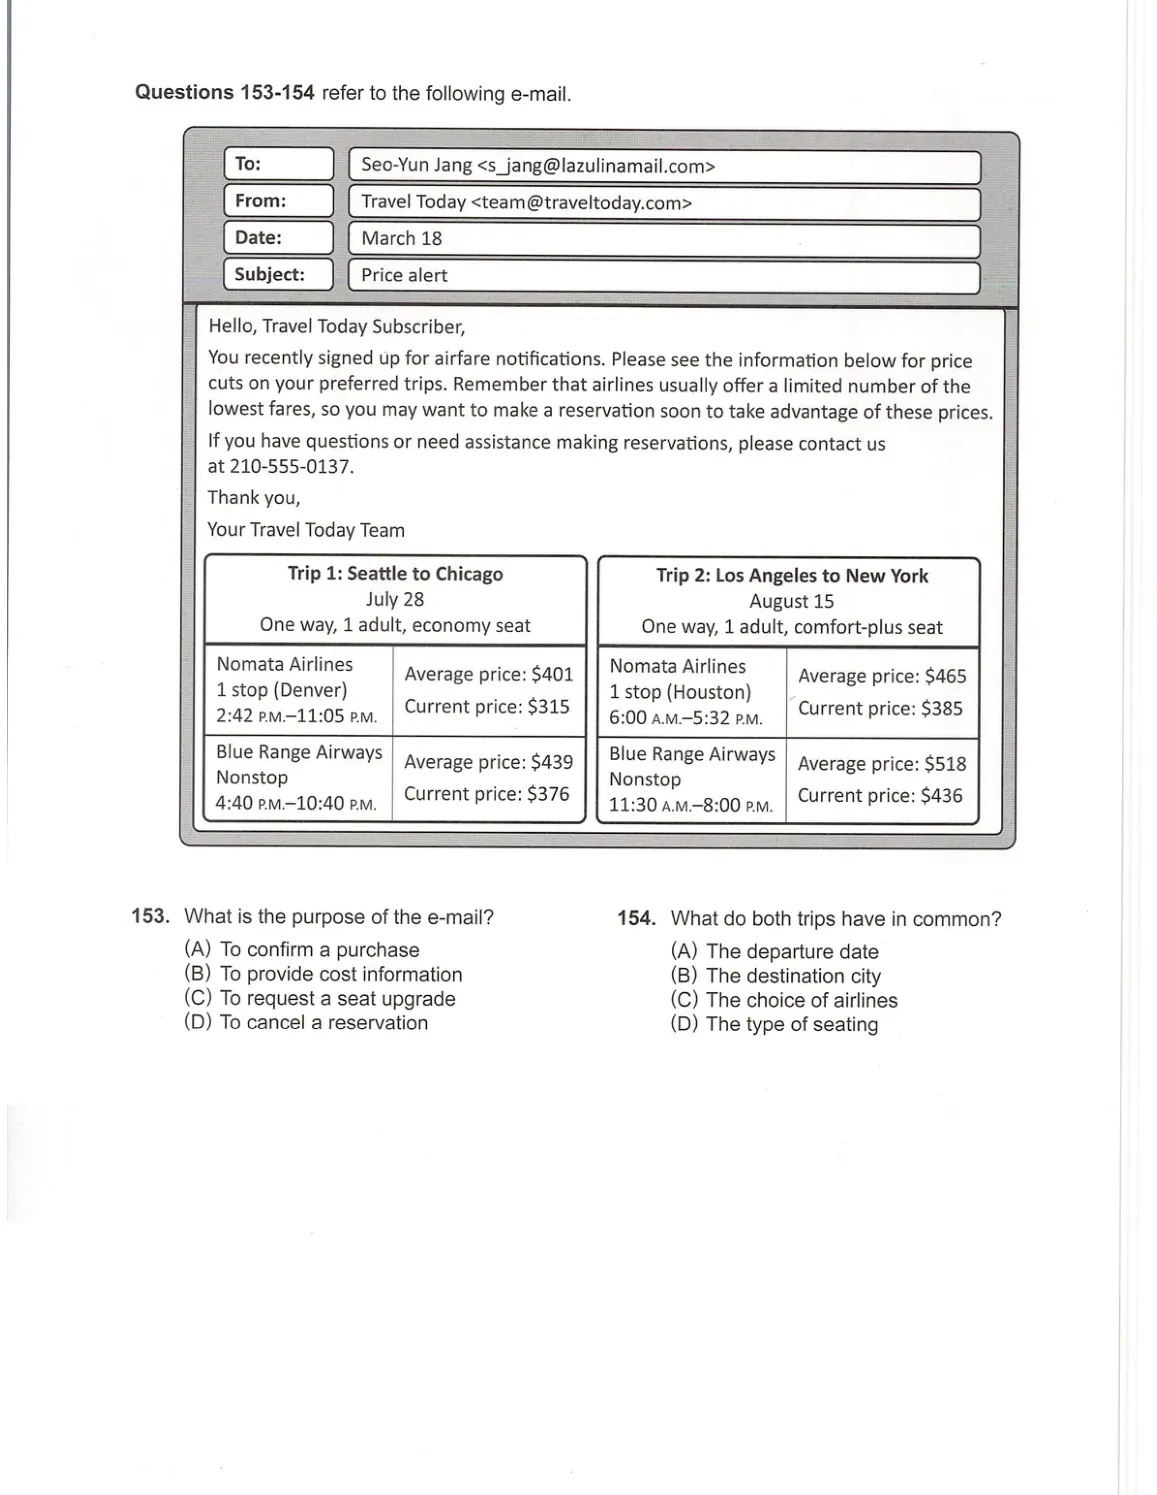 Questions 153-154 refer to the following e-mail.
To: Seo-Yun Jang <s_jang@lazulinamail.com>
From: Travel Today <team@traveltoday.com>
Date: March 18
Subject: Price alert
Hello, Travel Today Subscriber,
You recently signed up for airfare notifications. Please see the information below for price
cuts on your preferred trips. Remember that airlines usually offer a limited number of the
lowest fares, so you may want to make a reservation soon to take advantage of these prices.
If you have questions or need assistance making reservations, please contact us
at 210-555-0137.
Thank you,
Your Travel Today Team
Trip 1: Seattle to Chicago
July 28
One way, 1 adult, economy seat
Nomata Airlines
1 stop (Denver)
2:42 P.M.–11:05 P.M.
Average price: $401
Current price: $315
Blue Range Airways
Nonstop
4:40 P.M.–10:40 P.M.
Average price: $439
Current price: $376
Trip 2: Los Angeles to New York
August 15
One way, 1 adult, comfort-plus seat
Nomata Airlines
1 stop (Houston)
6:00 A.M.–5:32 P.M.
Average price: $465
Current price: $385
Blue Range Airways
Nonstop
11:30 A.M.–8:00 P.M.
Average price: $518
Current price: $436
153. What is the purpose of the e-mail?
(A) To confirm a purchase
(B) To provide cost information
(C) To request a seat upgrade
(D) To cancel a reservation
154. What do both trips have in common?
(A) The departure date
(B) The destination city
(C) The choice of airlines
(D) The type of seating